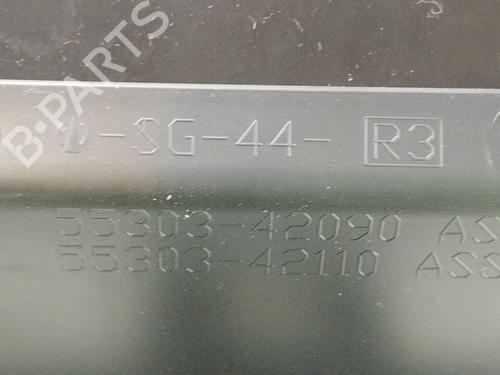 B-PARTS
-SG-44- R3
55303-42090 AS
55303-42110 ASS